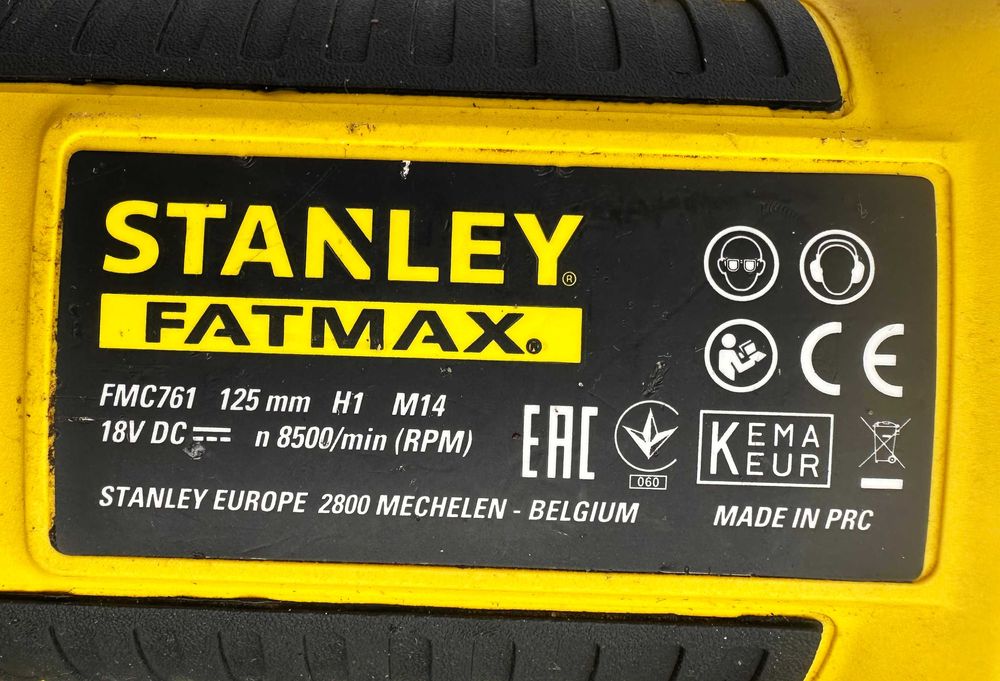 STANLEY®
FATMAX®
FMC761 125 mm H1 M14
18V DC n 8500/min (RPM)
STANLEY EUROPE 2800 MECHELEN - BELGIUM
CE
EAC
060
KEMA
KEUR
MADE IN PRC